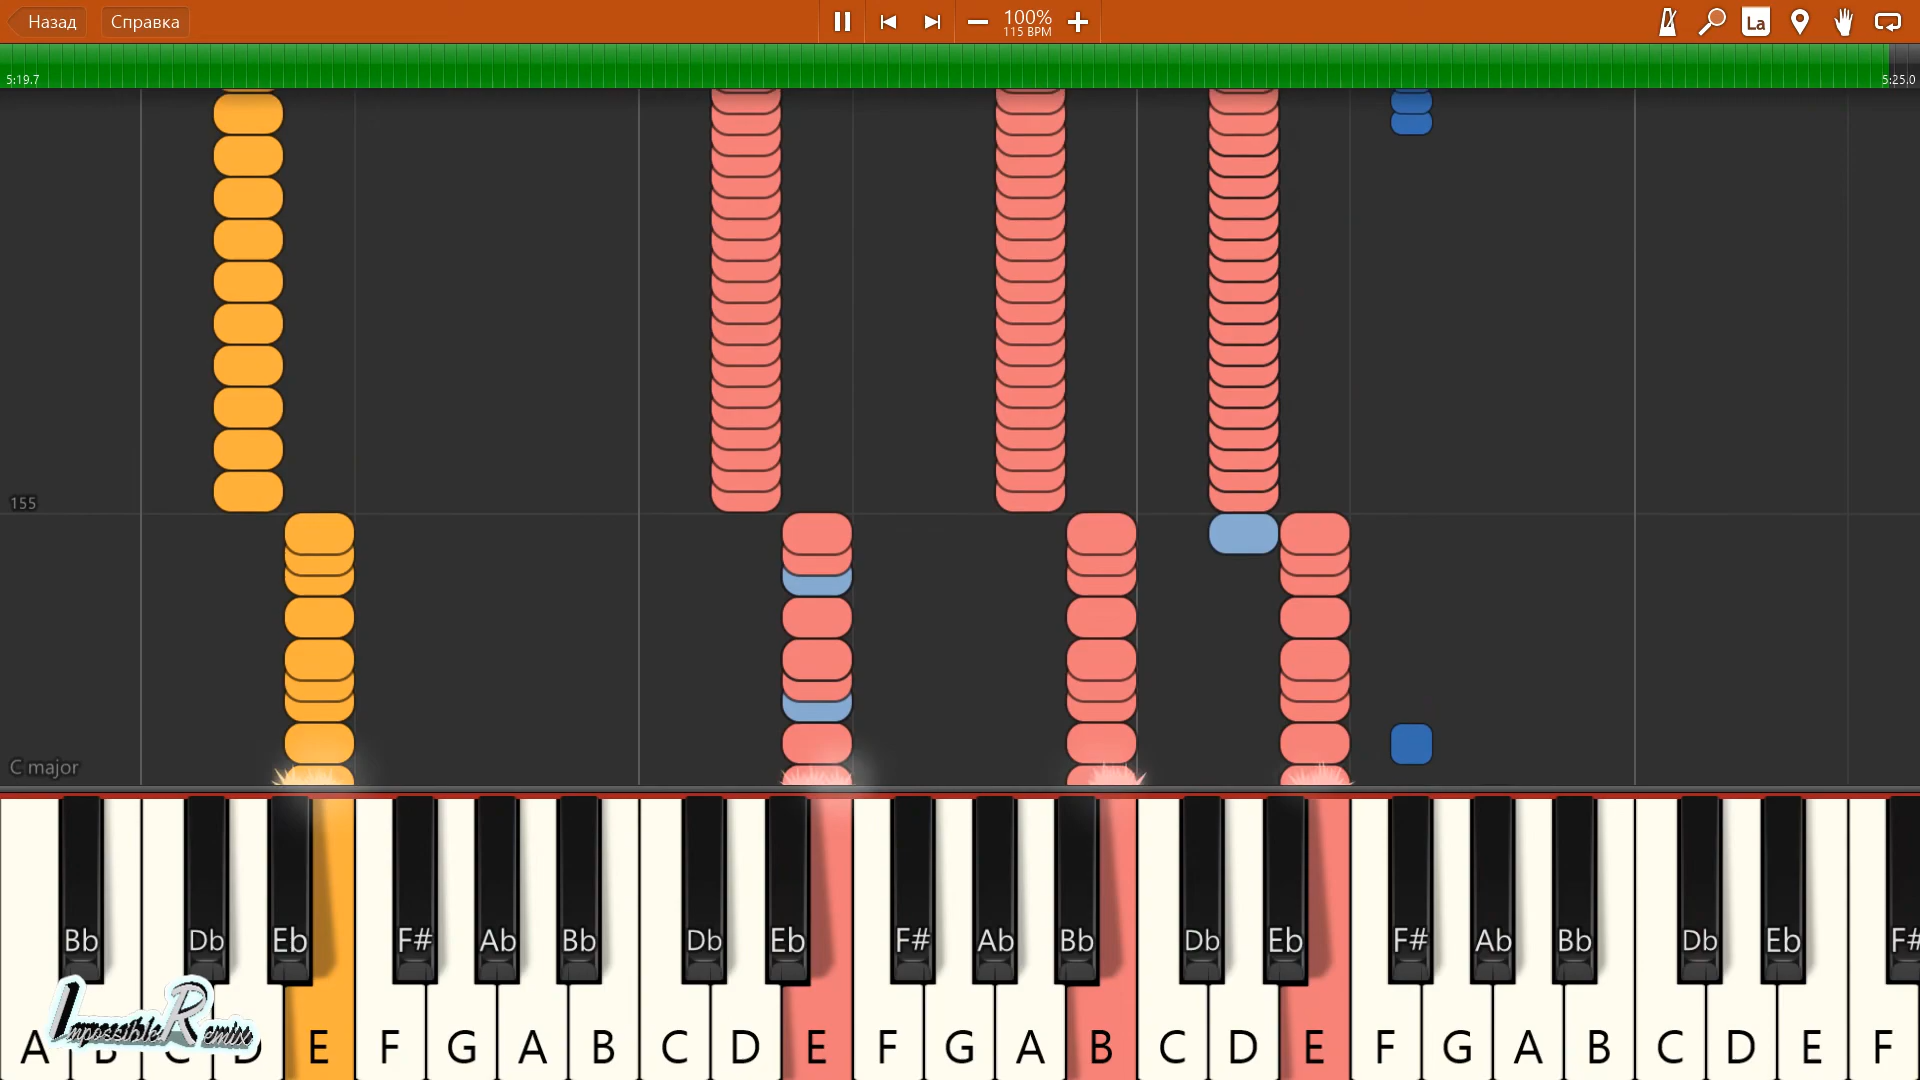 Назад Справка 100% La
115 BPM
5:19.7 5:25.0
155
C major
Bb Db Eb F# Ab Bb Db Eb F# Ab Bb Db Eb F# Ab Bb Db Eb F#
Impossible Remix
A B C D E F G A B C D E F G A B C D E F G A B C D E F